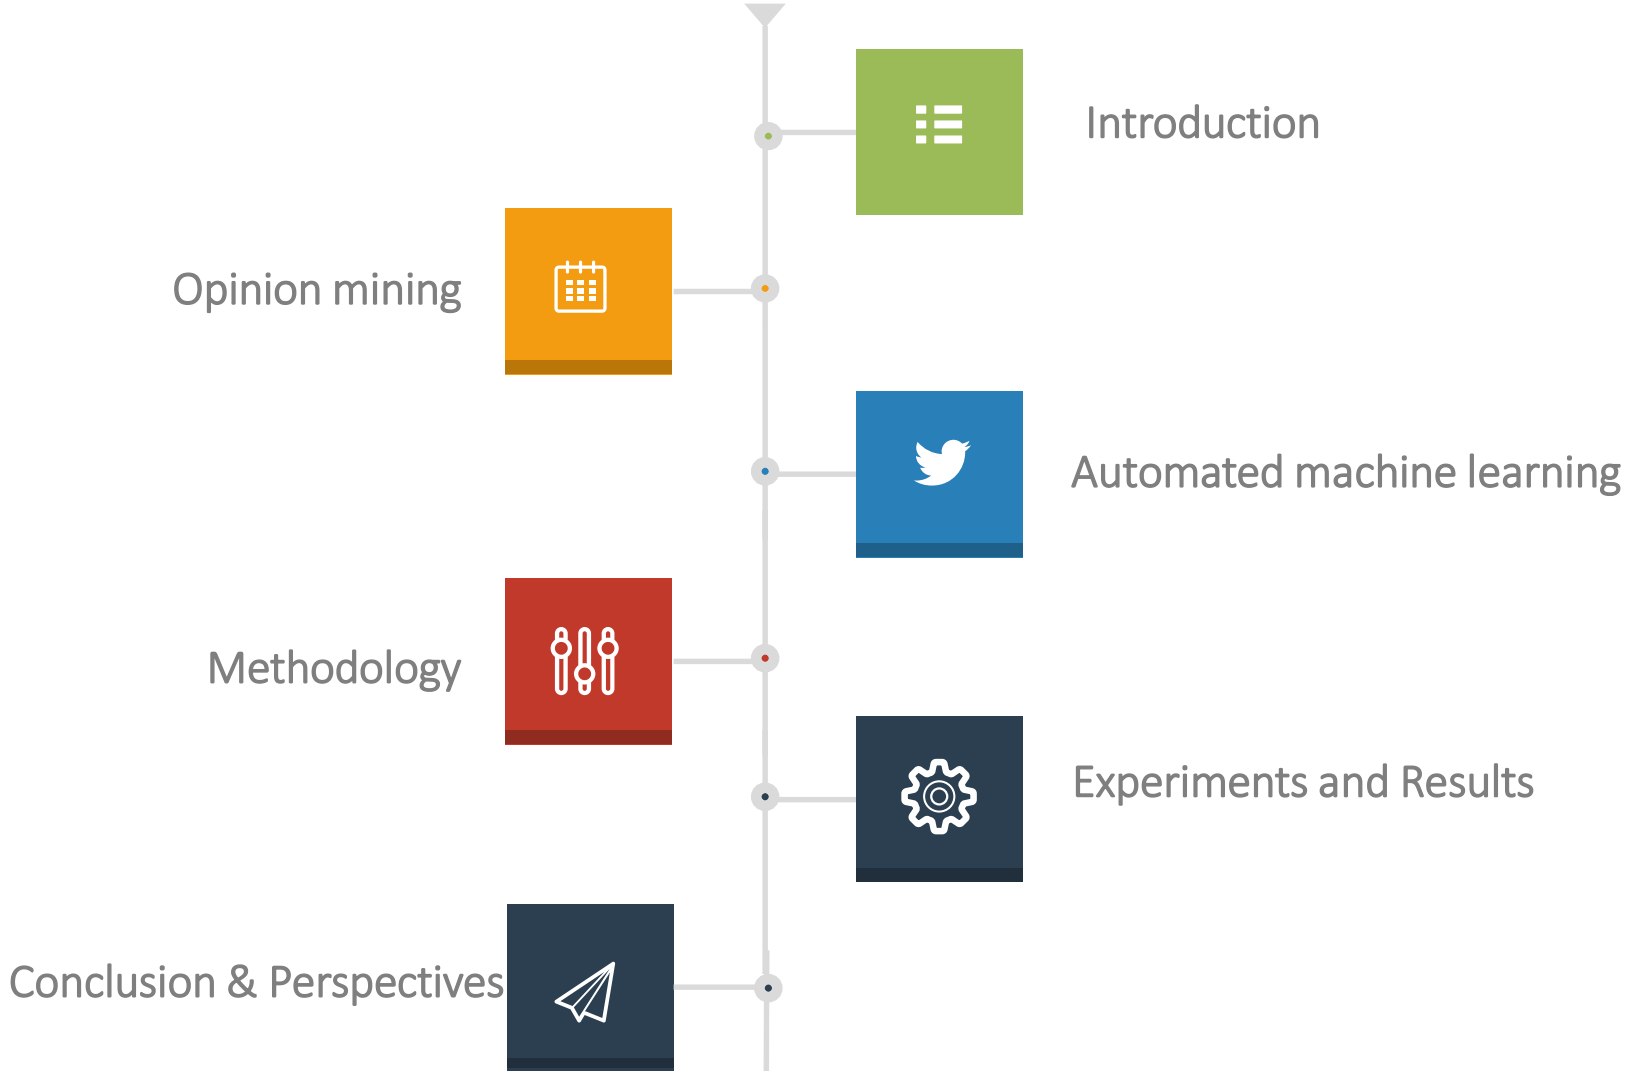 Introduction
Opinion mining
Automated machine learning
Methodology
Experiments and Results
Conclusion & Perspectives